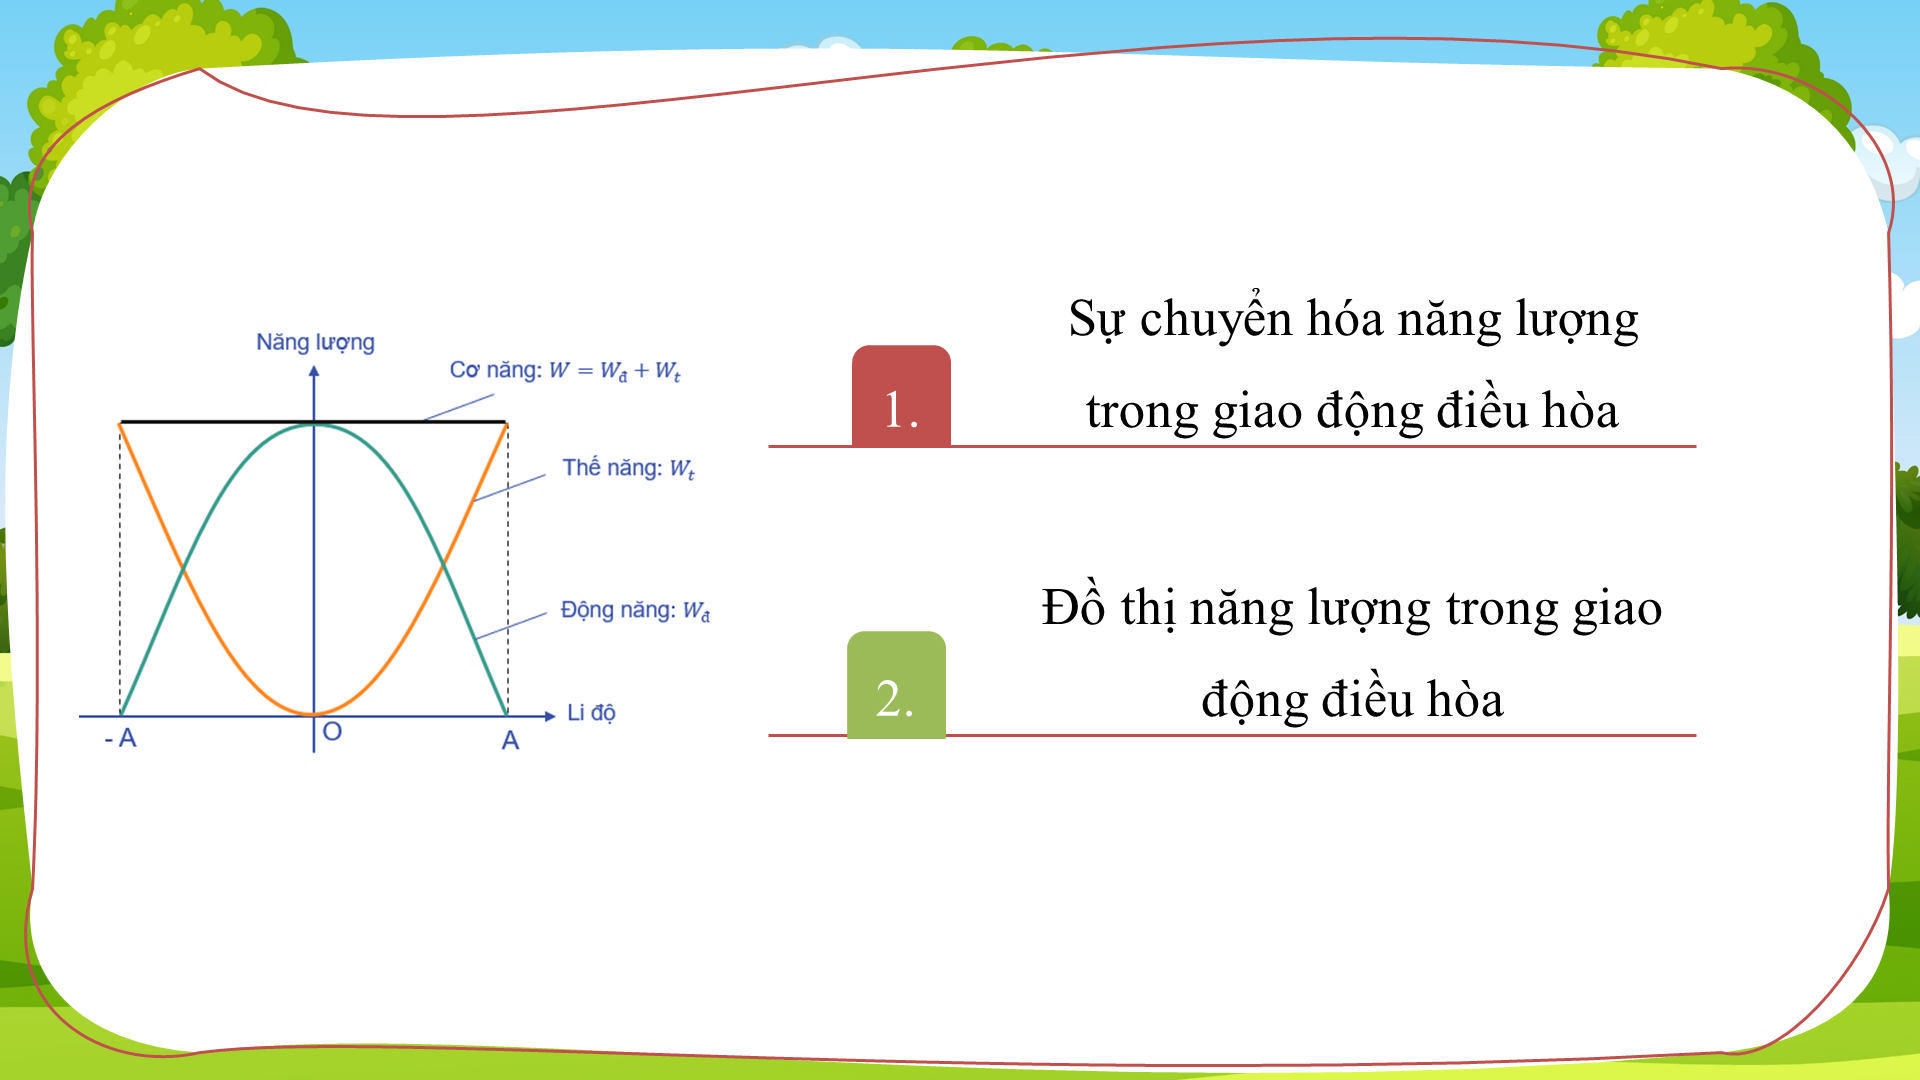 Năng lượng
Cơ năng: W = Wđ + Wt
Thế năng: Wt
Động năng: Wđ
Li độ
- A
O
A
1.
Sự chuyển hóa năng lượng
trong giao động điều hòa
2.
Đồ thị năng lượng trong giao
động điều hòa